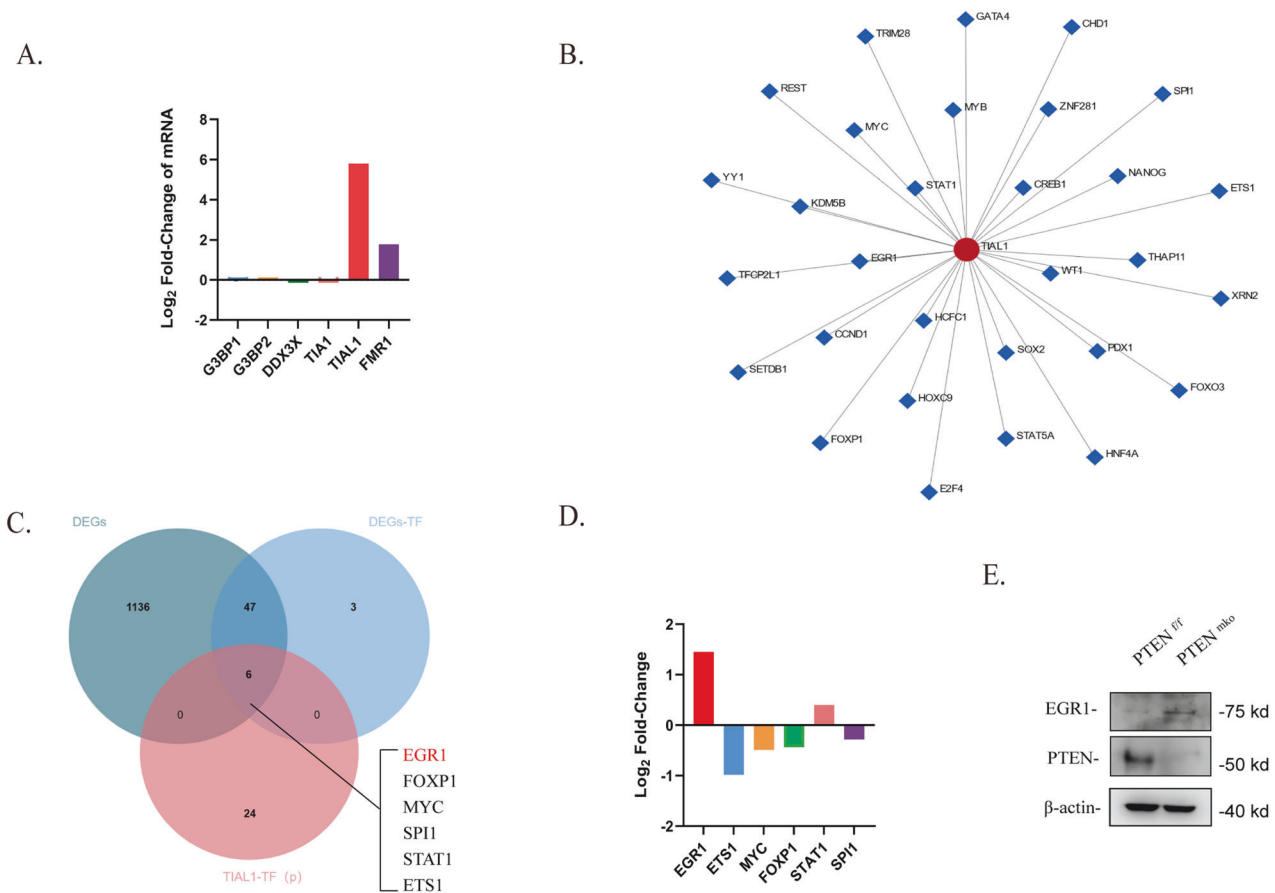 A.
Log2 Fold-Change of mRNA
8
6
4
2
0
-2
G3BP1
G3BP2
DDX3X
TIA1
TIAL1
FMR1
B.
GATA4
CHD1
TRIM28
REST
SPI1
MYB
ZNF281
MYC
YY1
STAT1
CREB1
NANOG
ETS1
KDM5B
TIAL1
EGR1
THAP11
TFCP2L1
WT1
XRN2
HCFC1
CCND1
SOX2
PDX1
SETDB1
FOXO3
HOXC9
FOXP1
STAT5A
HNF4A
E2F4
C.
DEGs
DEGs-TF
1136
47
3
6
0
0
24
TIAL1-TF (p)
EGR1
FOXP1
MYC
SPI1
STAT1
ETS1
D.
Log2 Fold-Change
2
1
0
-1
-2
EGR1
ETS1
MYC
FOXP1
STAT1
SPI1
E.
PTEN f/f
PTEN mko
EGR1-
-75 kd
PTEN-
-50 kd
β-actin-
-40 kd